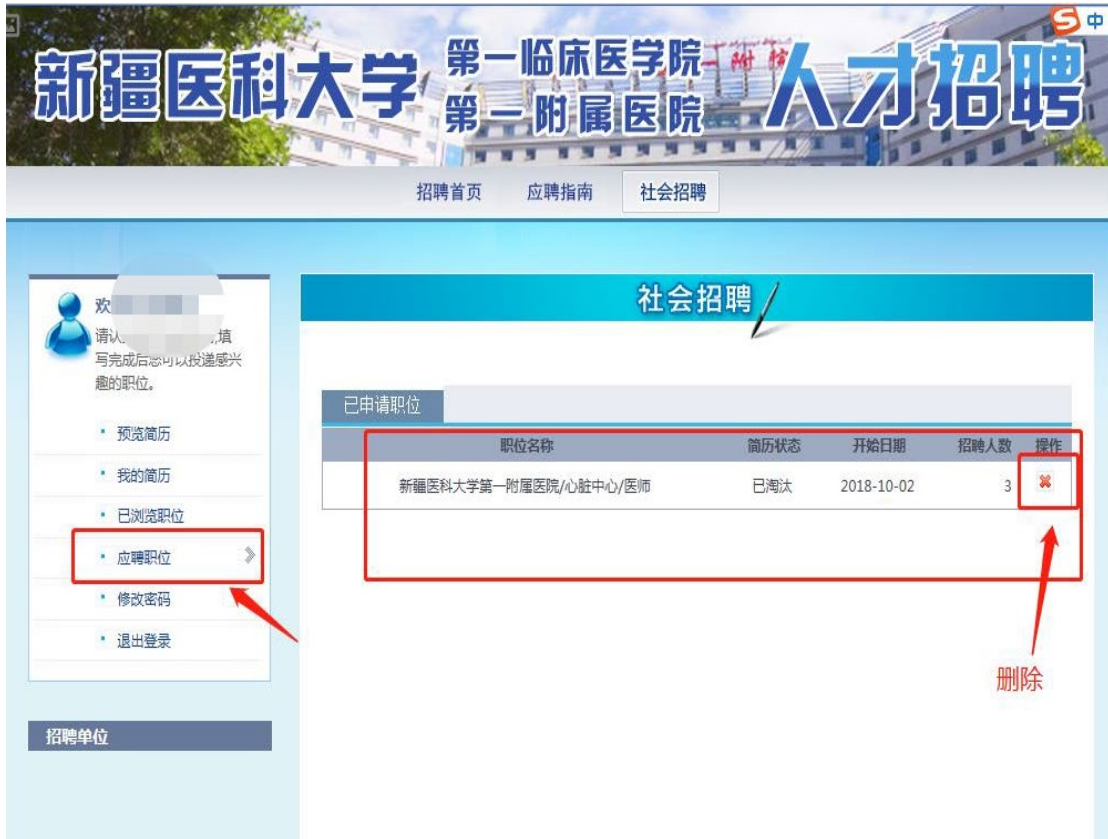 中
新疆医科大学
第一临床医学院
第一附属医院
人才招聘
招聘首页 应聘指南 社会招聘
欢
请认
,填
写完成后您可以投递感兴
趣的职位。
预览简历
我的简历
已浏览职位
应聘职位
修改密码
退出登录
招聘单位
社会招聘
已申请职位
职位名称 简历状态 开始日期 招聘人数 操作
新疆医科大学第一附属医院/心脏中心/医师 已淘汰 2018-10-02 3
删除